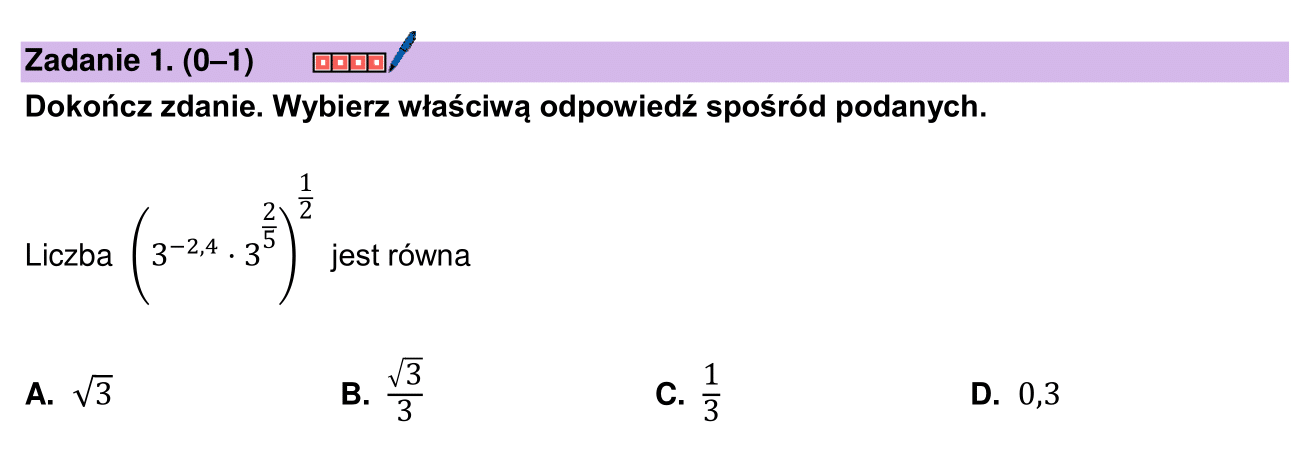 Zadanie 1. (0–1)
Dokończ zdanie. Wybierz właściwą odpowiedź spośród podanych.
Liczba $\left(3^{-2,4} \cdot 3^{\frac{2}{5}}\right)^{\frac{1}{2}}$ jest równa
A. $\sqrt{3}$ B. $\frac{\sqrt{3}}{3}$ C. $\frac{1}{3}$ D. 0,3